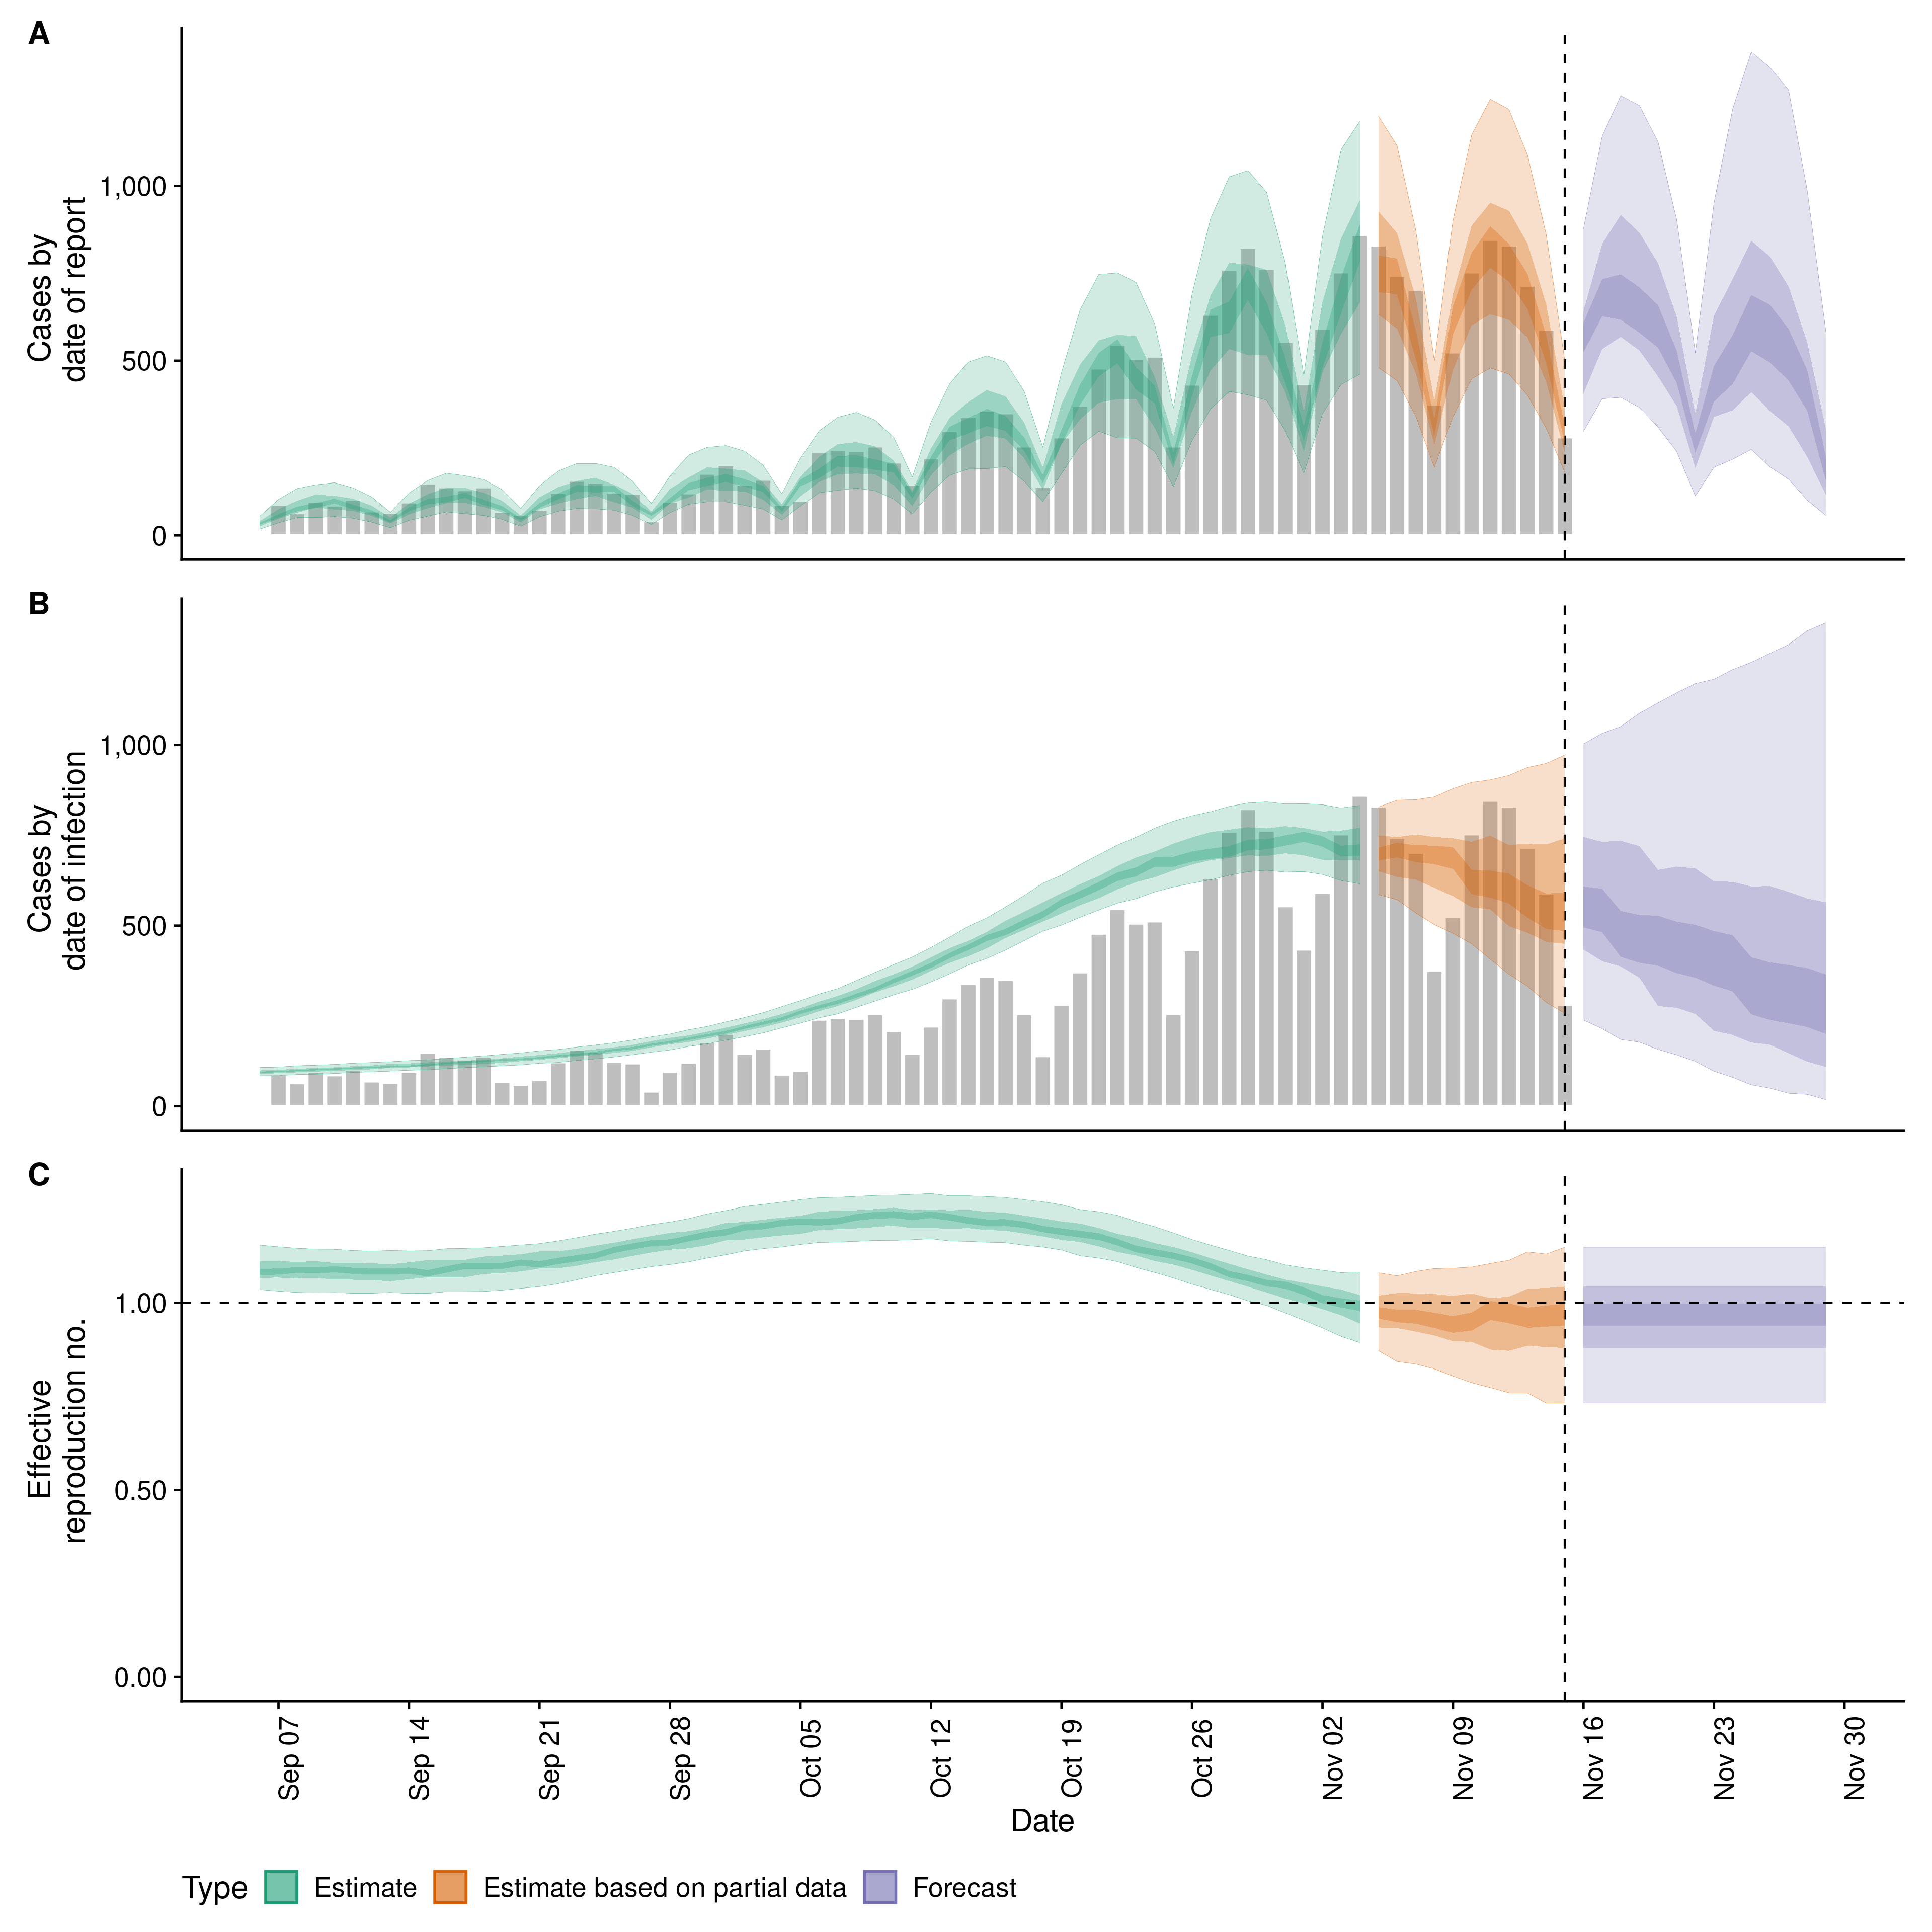 A
Cases by
date of report
1,000
500
0
B
Cases by
date of infection
1,000
500
0
C
Effective
reproduction no.
1.00
0.50
0.00
Sep 07
Sep 14
Sep 21
Sep 28
Oct 05
Oct 12
Oct 19
Oct 26
Nov 02
Nov 09
Nov 16
Nov 23
Nov 30
Date
Type Estimate Estimate based on partial data Forecast